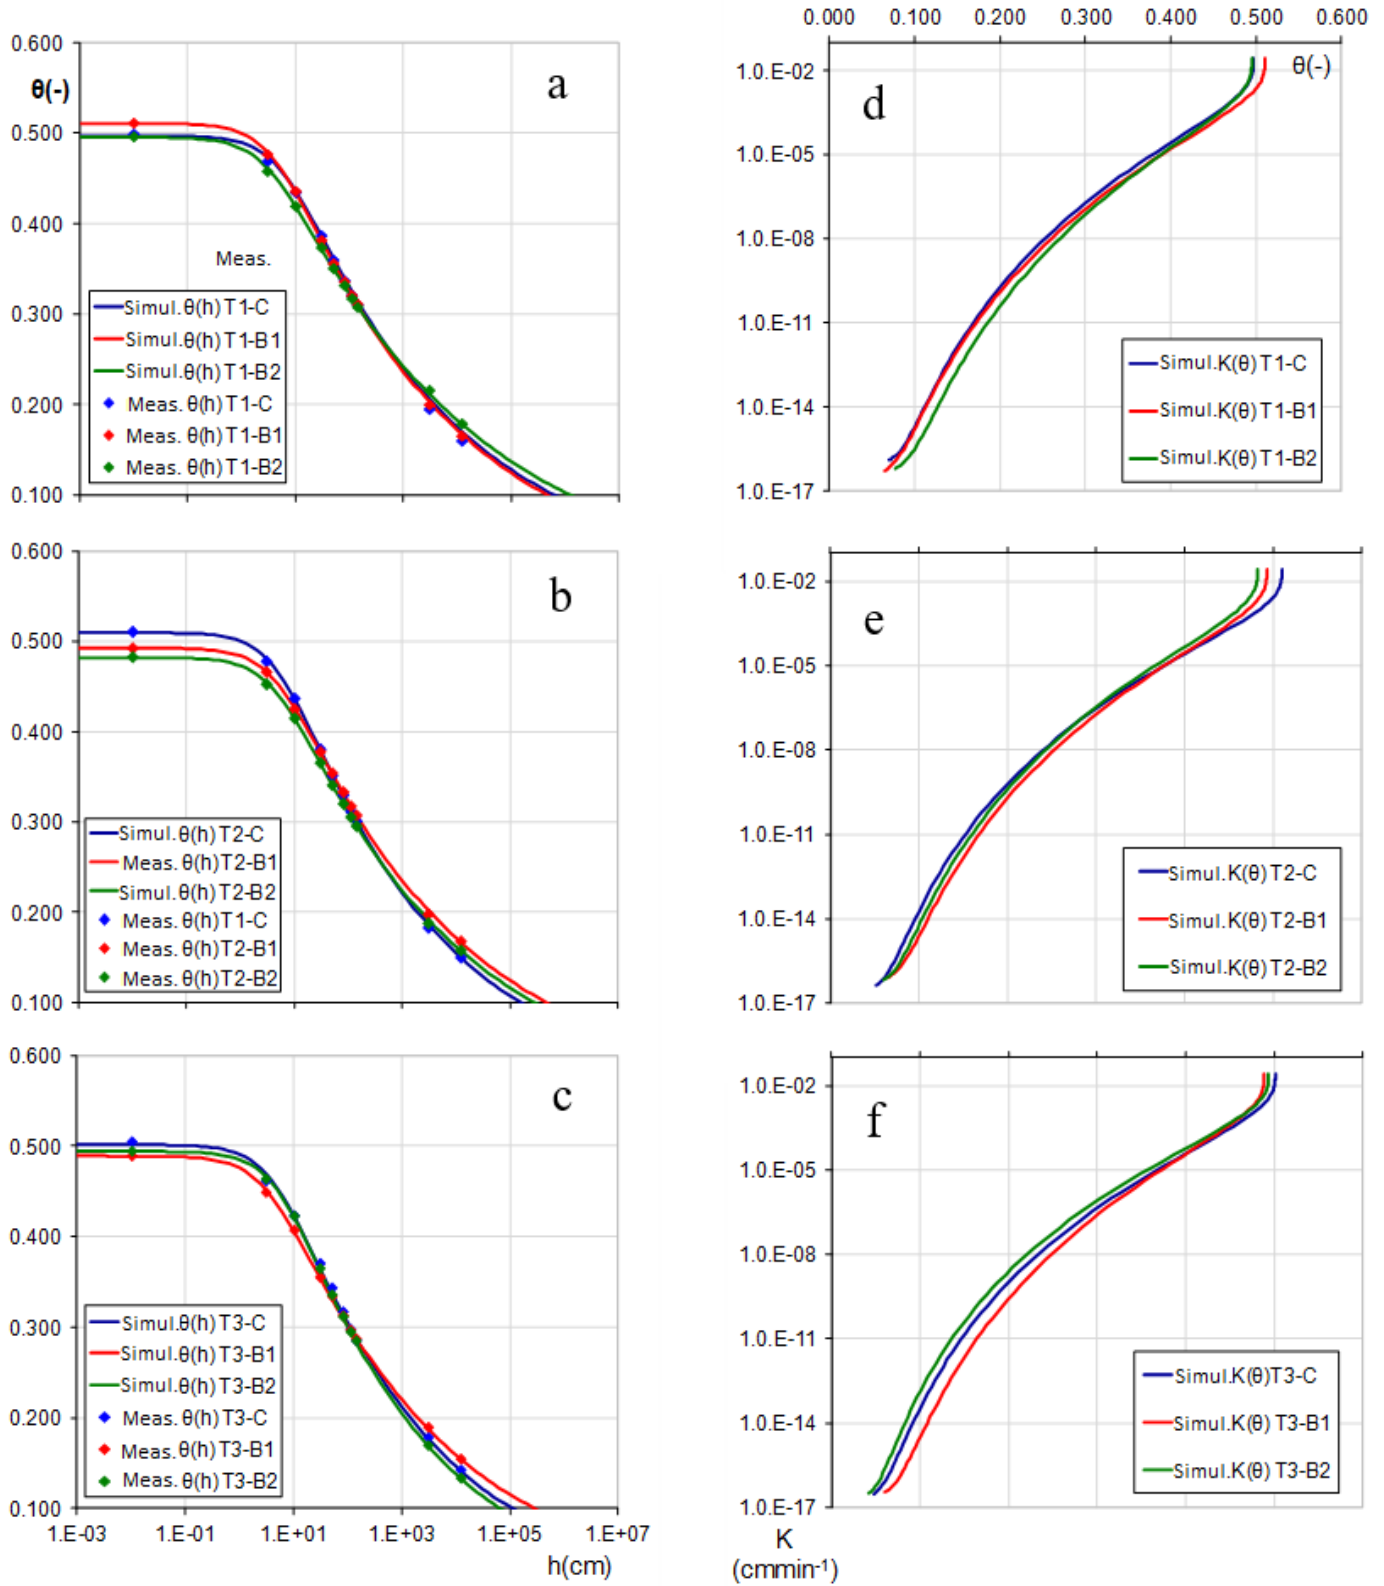 0.600
θ(-)
0.500
0.400
0.300
0.200
0.100
a
Meas.
Simul.θ(h) T1-C
Simul.θ(h) T1-B1
Simul.θ(h) T1-B2
Meas. θ(h) T1-C
Meas. θ(h) T1-B1
Meas. θ(h) T1-B2
0.000 0.100 0.200 0.300 0.400 0.500 0.600
θ(-)
d
1.0.E-02
1.0.E-05
1.0.E-08
1.0.E-11
1.0.E-14
1.0.E-17
Simul.K(θ) T1-C
Simul.K(θ) T1-B1
Simul.K(θ) T1-B2
0.600
0.500
0.400
0.300
0.200
0.100
b
Simul.θ(h) T2-C
Meas. θ(h) T2-B1
Simul.θ(h) T2-B2
Meas. θ(h) T1-C
Meas. θ(h) T2-B1
Meas. θ(h) T2-B2
e
1.0.E-02
1.0.E-05
1.0.E-08
1.0.E-11
1.0.E-14
1.0.E-17
Simul.K(θ) T2-C
Simul.K(θ) T2-B1
Simul.K(θ) T2-B2
0.600
0.500
0.400
0.300
0.200
0.100
c
Simul.θ(h) T3-C
Simul.θ(h) T3-B1
Simul.θ(h) T3-B2
Meas. θ(h) T3-C
Meas. θ(h) T3-B1
Meas. θ(h) T3-B2
1.E-03 1.E-01 1.E+01 1.E+03 1.E+05 1.E+07
h(cm)
f
1.0.E-02
1.0.E-05
1.0.E-08
1.0.E-11
1.0.E-14
1.0.E-17
Simul.K(θ)T3-C
Simul.K(θ) T3-B1
Simul.K(θ) T3-B2
K
(cmmin-1)